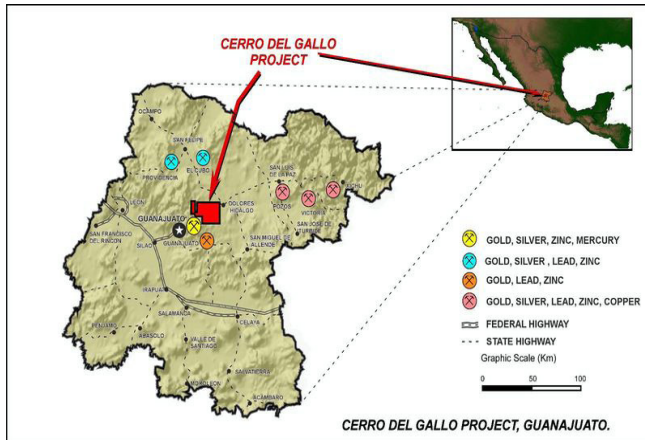 CERRO DEL GALLO
PROJECT
OCAMPO
SAN FELIPE
PROVIDENCIA
EL CUBO
SAN LUIS
DE LA PAZ
XICHU
POZOS
VICTORIA
LEON
GUANAJUATO
DOLORES
HIDALGO
SAN FRANCISCO
DEL RINCON
SILAO
GUANAJUATO
SAN MIGUEL DE
ALLENDE
SAN JOSE DE
ITURBIDE
IRAPUATO
SALAMANCA
CELAYA
PENJAMO
ABASOLO
VALLE DE
SANTIAGO
SALVATIERRA
MOROLEON
ACAMBARO
GOLD, SILVER, ZINC, MERCURY
GOLD, SILVER , LEAD, ZINC
GOLD, LEAD, ZINC
GOLD, SILVER, LEAD, ZINC, COPPER
FEDERAL HIGHWAY
STATE HIGHWAY
Graphic Scale (Km)
0 50 100
CERRO DEL GALLO PROJECT, GUANAJUATO.